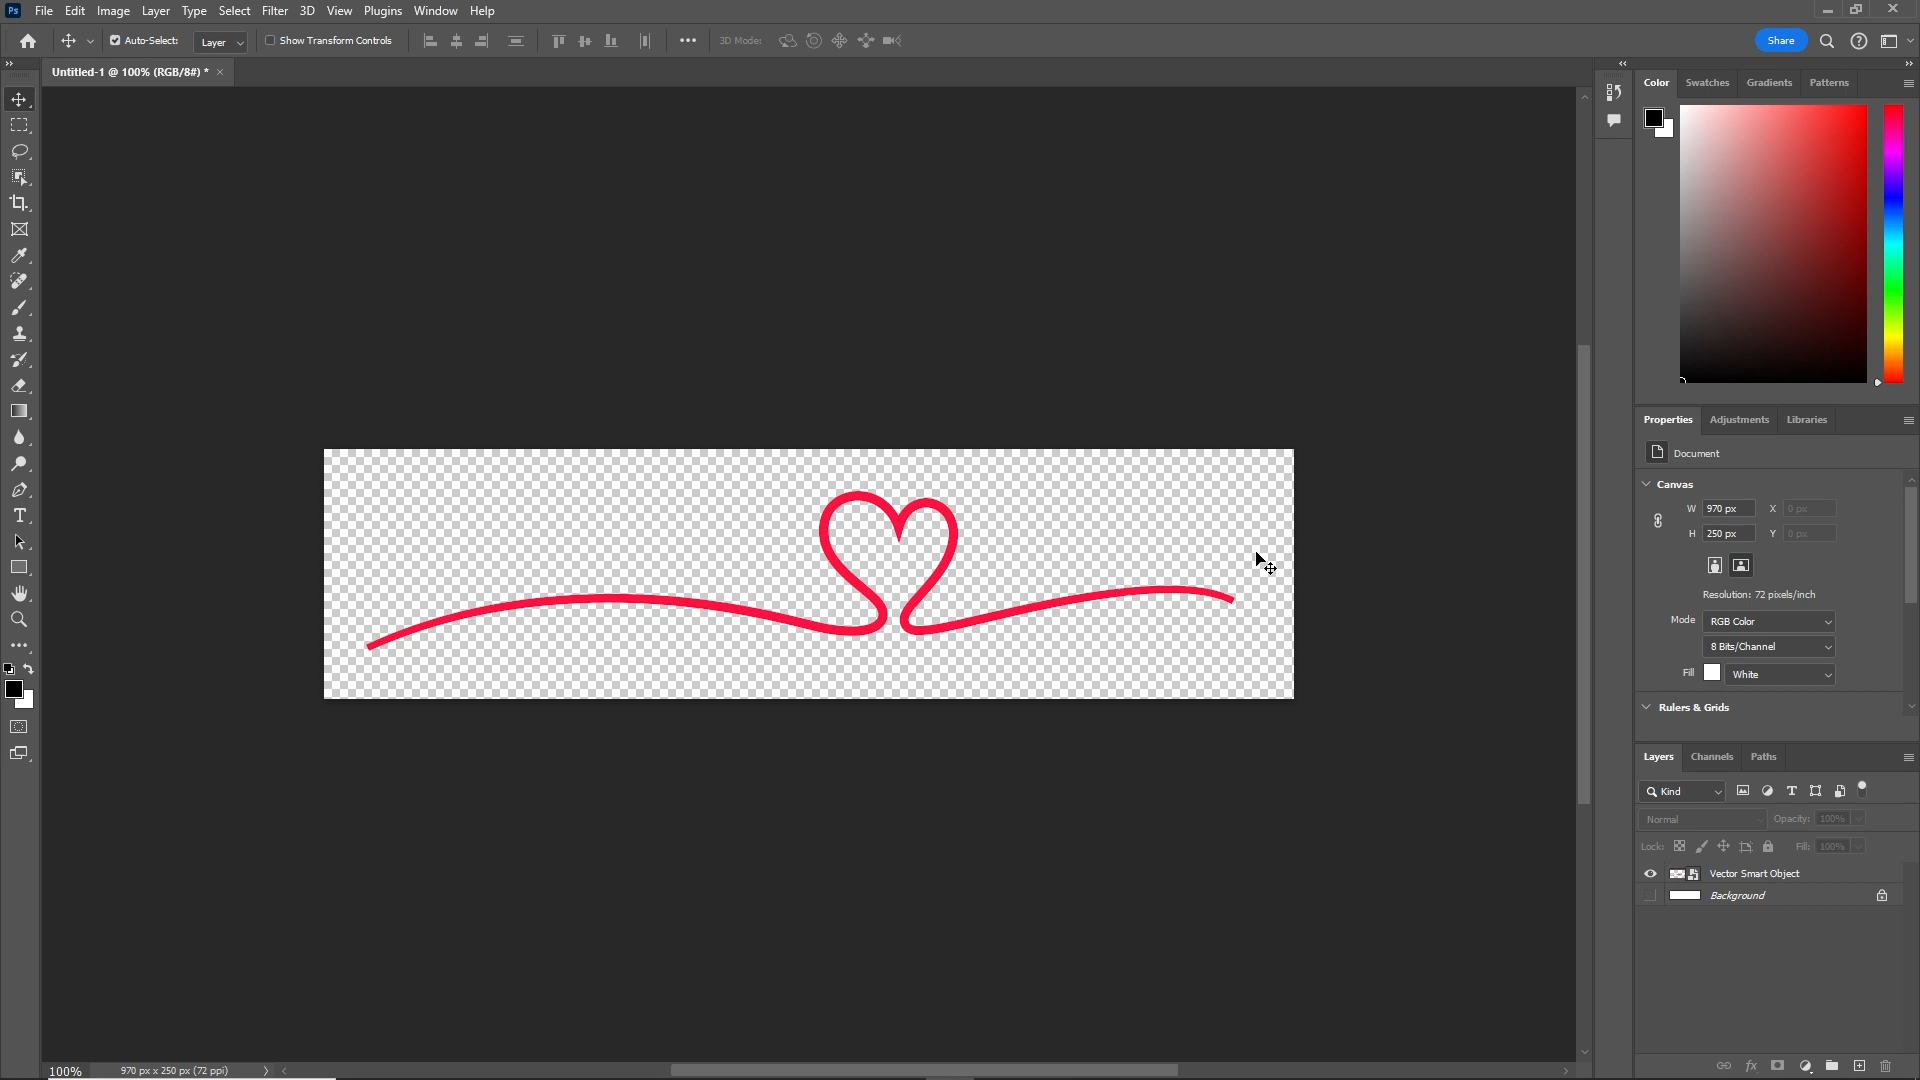 Ps File Edit Image Layer Type Select Filter 3D View Plugins Window Help
Auto-Select: Layer Show Transform Controls 3D Mode: Share
Untitled-1 @ 100% (RGB/8#) * ×
Color Swatches Gradients Patterns
Properties Adjustments Libraries
Document
Canvas
W 970 px X 0 px
H 250 px Y 0 px
Resolution: 72 pixels/inch
Mode RGB Color
8 Bits/Channel
Fill White
Rulers & Grids
Layers Channels Paths
Kind
Normal Opacity: 100%
Lock: Fill: 100%
Vector Smart Object
Background
fx
100% 970 px x 250 px (72 ppi)